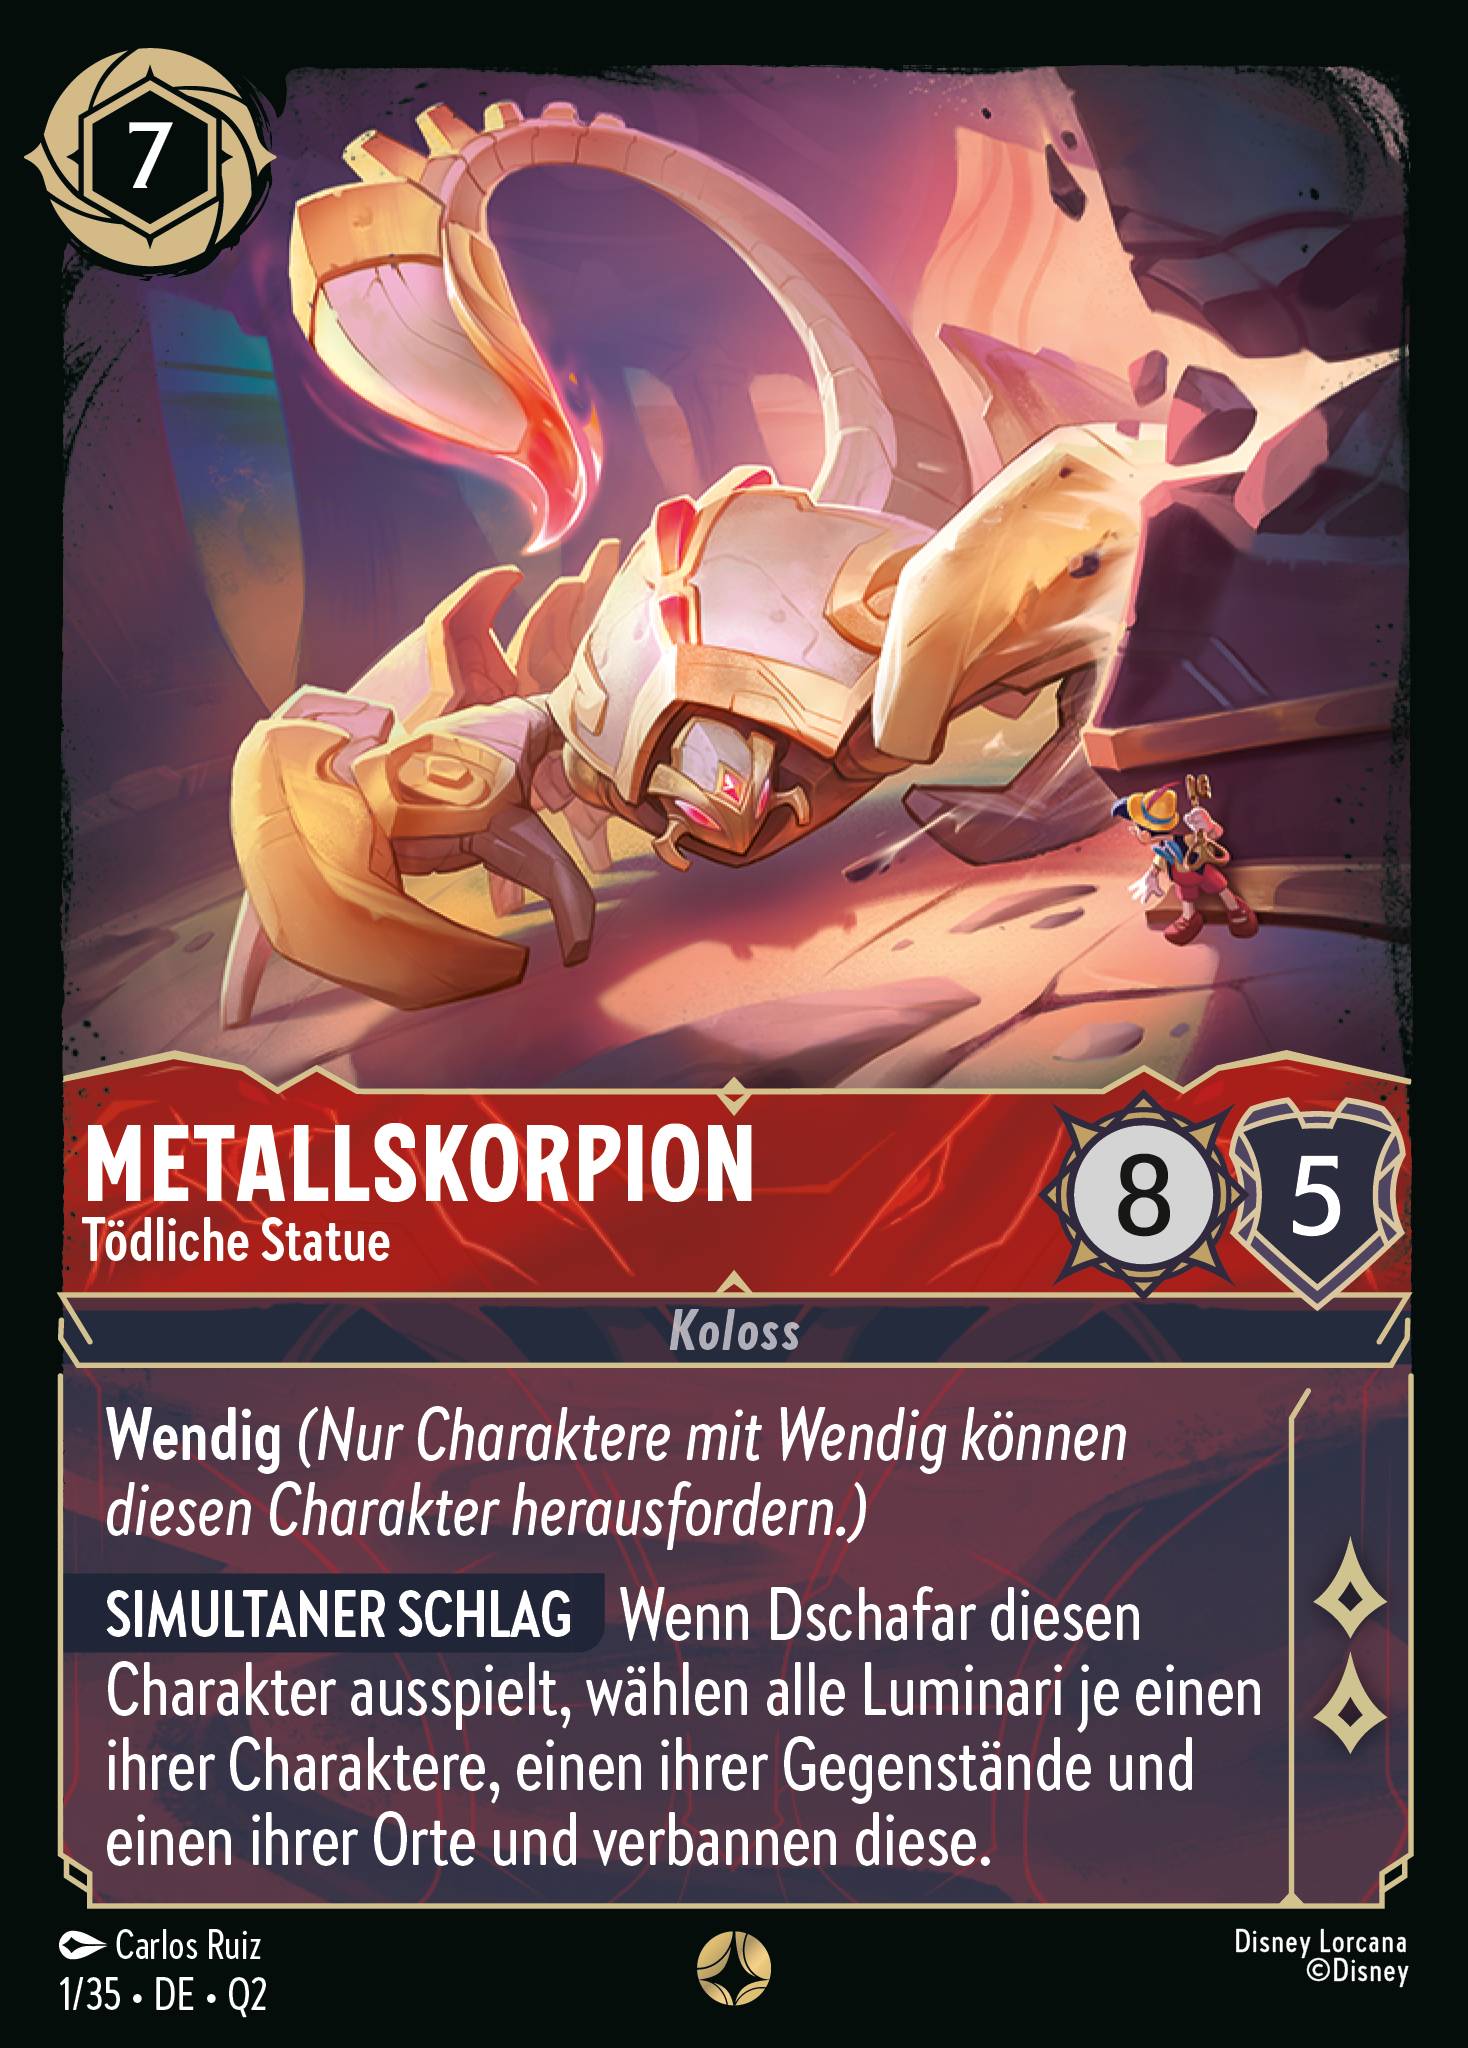 7
METALLSKORPION
Tödliche Statue
8
5
Koloss
Wendig (Nur Charaktere mit Wendig können
diesen Charakter herausfordern.)
SIMULTANER SCHLAG Wenn Dschafar diesen
Charakter ausspielt, wählen alle Luminari je einen
ihrer Charaktere, einen ihrer Gegenstände und
einen ihrer Orte und verbannen diese.
Carlos Ruiz
1/35 • DE • Q2
Disney Lorcana
©Disney